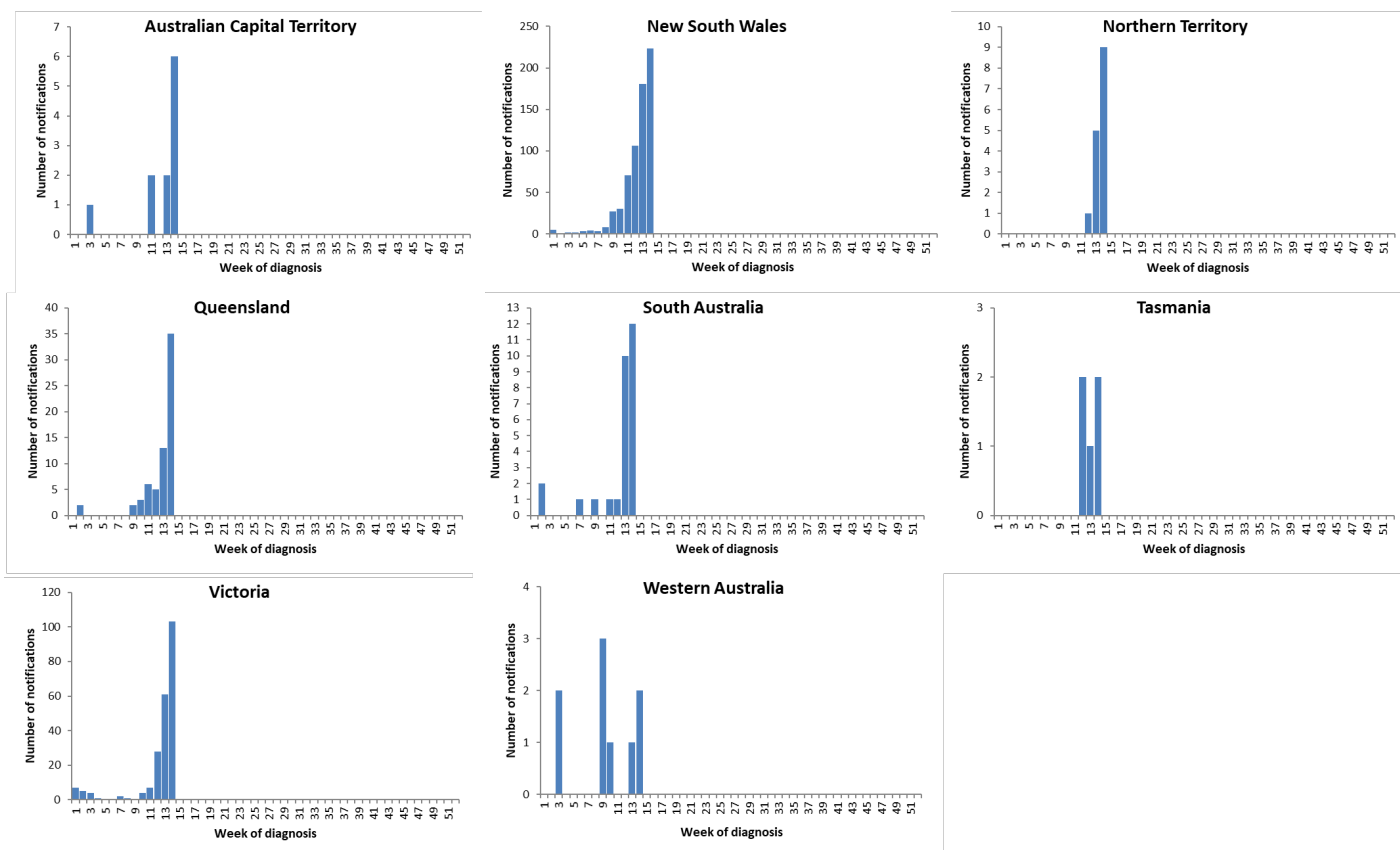 Australian Capital Territory
Number of notifications
7
6
5
4
3
2
1
0
1 3 5 7 9 11 13 15 17 19 21 23 25 27 29 31 33 35 37 39 41 43 45 47 49 51
Week of diagnosis
New South Wales
Number of notifications
250
200
150
100
50
0
1 3 5 7 9 11 13 15 17 19 21 23 25 27 29 31 33 35 37 39 41 43 45 47 49 51
Week of diagnosis
Northern Territory
Number of notifications
10
9
8
7
6
5
4
3
2
1
0
1 3 5 7 9 11 13 15 17 19 21 23 25 27 29 31 33 35 37 39 41 43 45 47 49 51
Week of diagnosis
Queensland
Number of notifications
40
35
30
25
20
15
10
5
0
1 3 5 7 9 11 13 15 17 19 21 23 25 27 29 31 33 35 37 39 41 43 45 47 49 51
Week of diagnosis
South Australia
Number of notifications
13
12
11
10
9
8
7
6
5
4
3
2
1
0
1 3 5 7 9 11 13 15 17 19 21 23 25 27 29 31 33 35 37 39 41 43 45 47 49 51
Week of diagnosis
Tasmania
Number of notifications
3
2
1
0
1 3 5 7 9 11 13 15 17 19 21 23 25 27 29 31 33 35 37 39 41 43 45 47 49 51
Week of diagnosis
Victoria
Number of notifications
120
100
80
60
40
20
0
1 3 5 7 9 11 13 15 17 19 21 23 25 27 29 31 33 35 37 39 41 43 45 47 49 51
Week of diagnosis
Western Australia
Number of notifications
4
3
2
1
0
1 3 5 7 9 11 13 15 17 19 21 23 25 27 29 31 33 35 37 39 41 43 45 47 49 51
Week of diagnosis